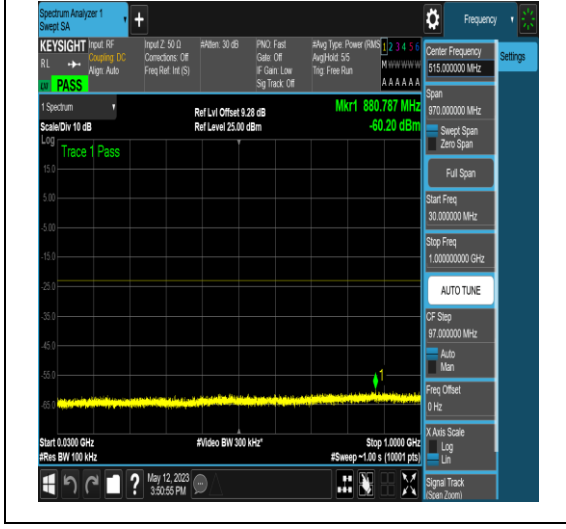 Spectrum Analyzer 1
Swept SA
+
Frequency
KEYSIGHT
RL
Input: RF
Coupling: DC
Align: Auto
Input Z: 50 Ω
Corrections: Off
Freq Ref: Int (S)
#Atten: 30 dB
PNO: Fast
Gate: Off
IF Gain: Low
Sig Track: Off
#Avg Type: Power (RMS)
Avg|Hold: 5/5
Trig: Free Run
1 2 3 4 5 6
M W W W W W
A A A A A A
PASS
1 Spectrum
Scale/Div 10 dB
Ref Lvl Offset 9.28 dB
Ref Level 25.00 dBm
Mkr1 880.787 MHz
-60.20 dBm
Log
Trace 1 Pass
15.0
5.00
-5.00
-15.0
-25.0
-35.0
-45.0
-55.0
-65.0
1
Start 0.0300 GHz
#Res BW 100 kHz
#Video BW 300 kHz*
Stop 1.0000 GHz
#Sweep ~1.00 s (10001 pts)
?
May 12, 2023
3:50:55 PM
Center Frequency
515.000000 MHz
Settings
Span
970.000000 MHz
Swept Span
Zero Span
Full Span
Start Freq
30.000000 MHz
Stop Freq
1.000000000 GHz
AUTO TUNE
CF Step
97.000000 MHz
Auto
Man
Freq Offset
0 Hz
X Axis Scale
Log
Lin
Signal Track
(Span Zoom)